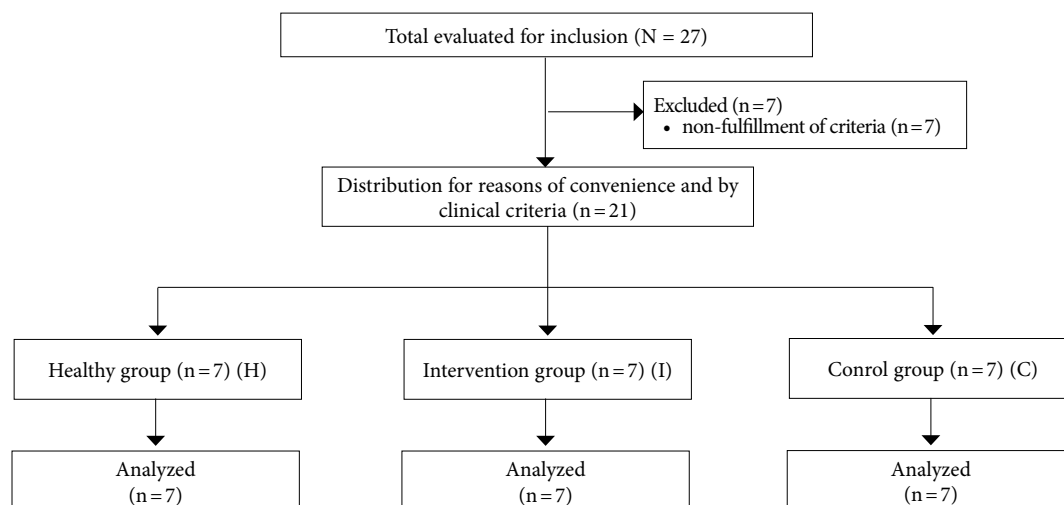 Total evaluated for inclusion (N = 27)
Excluded (n=7)
• non-fulfillment of criteria (n=7)
Distribution for reasons of convenience and by
clinical criteria (n=21)
Healthy group (n=7) (H)
Intervention group (n=7) (I)
Conrol group (n=7) (C)
Analyzed
(n=7)
Analyzed
(n=7)
Analyzed
(n=7)